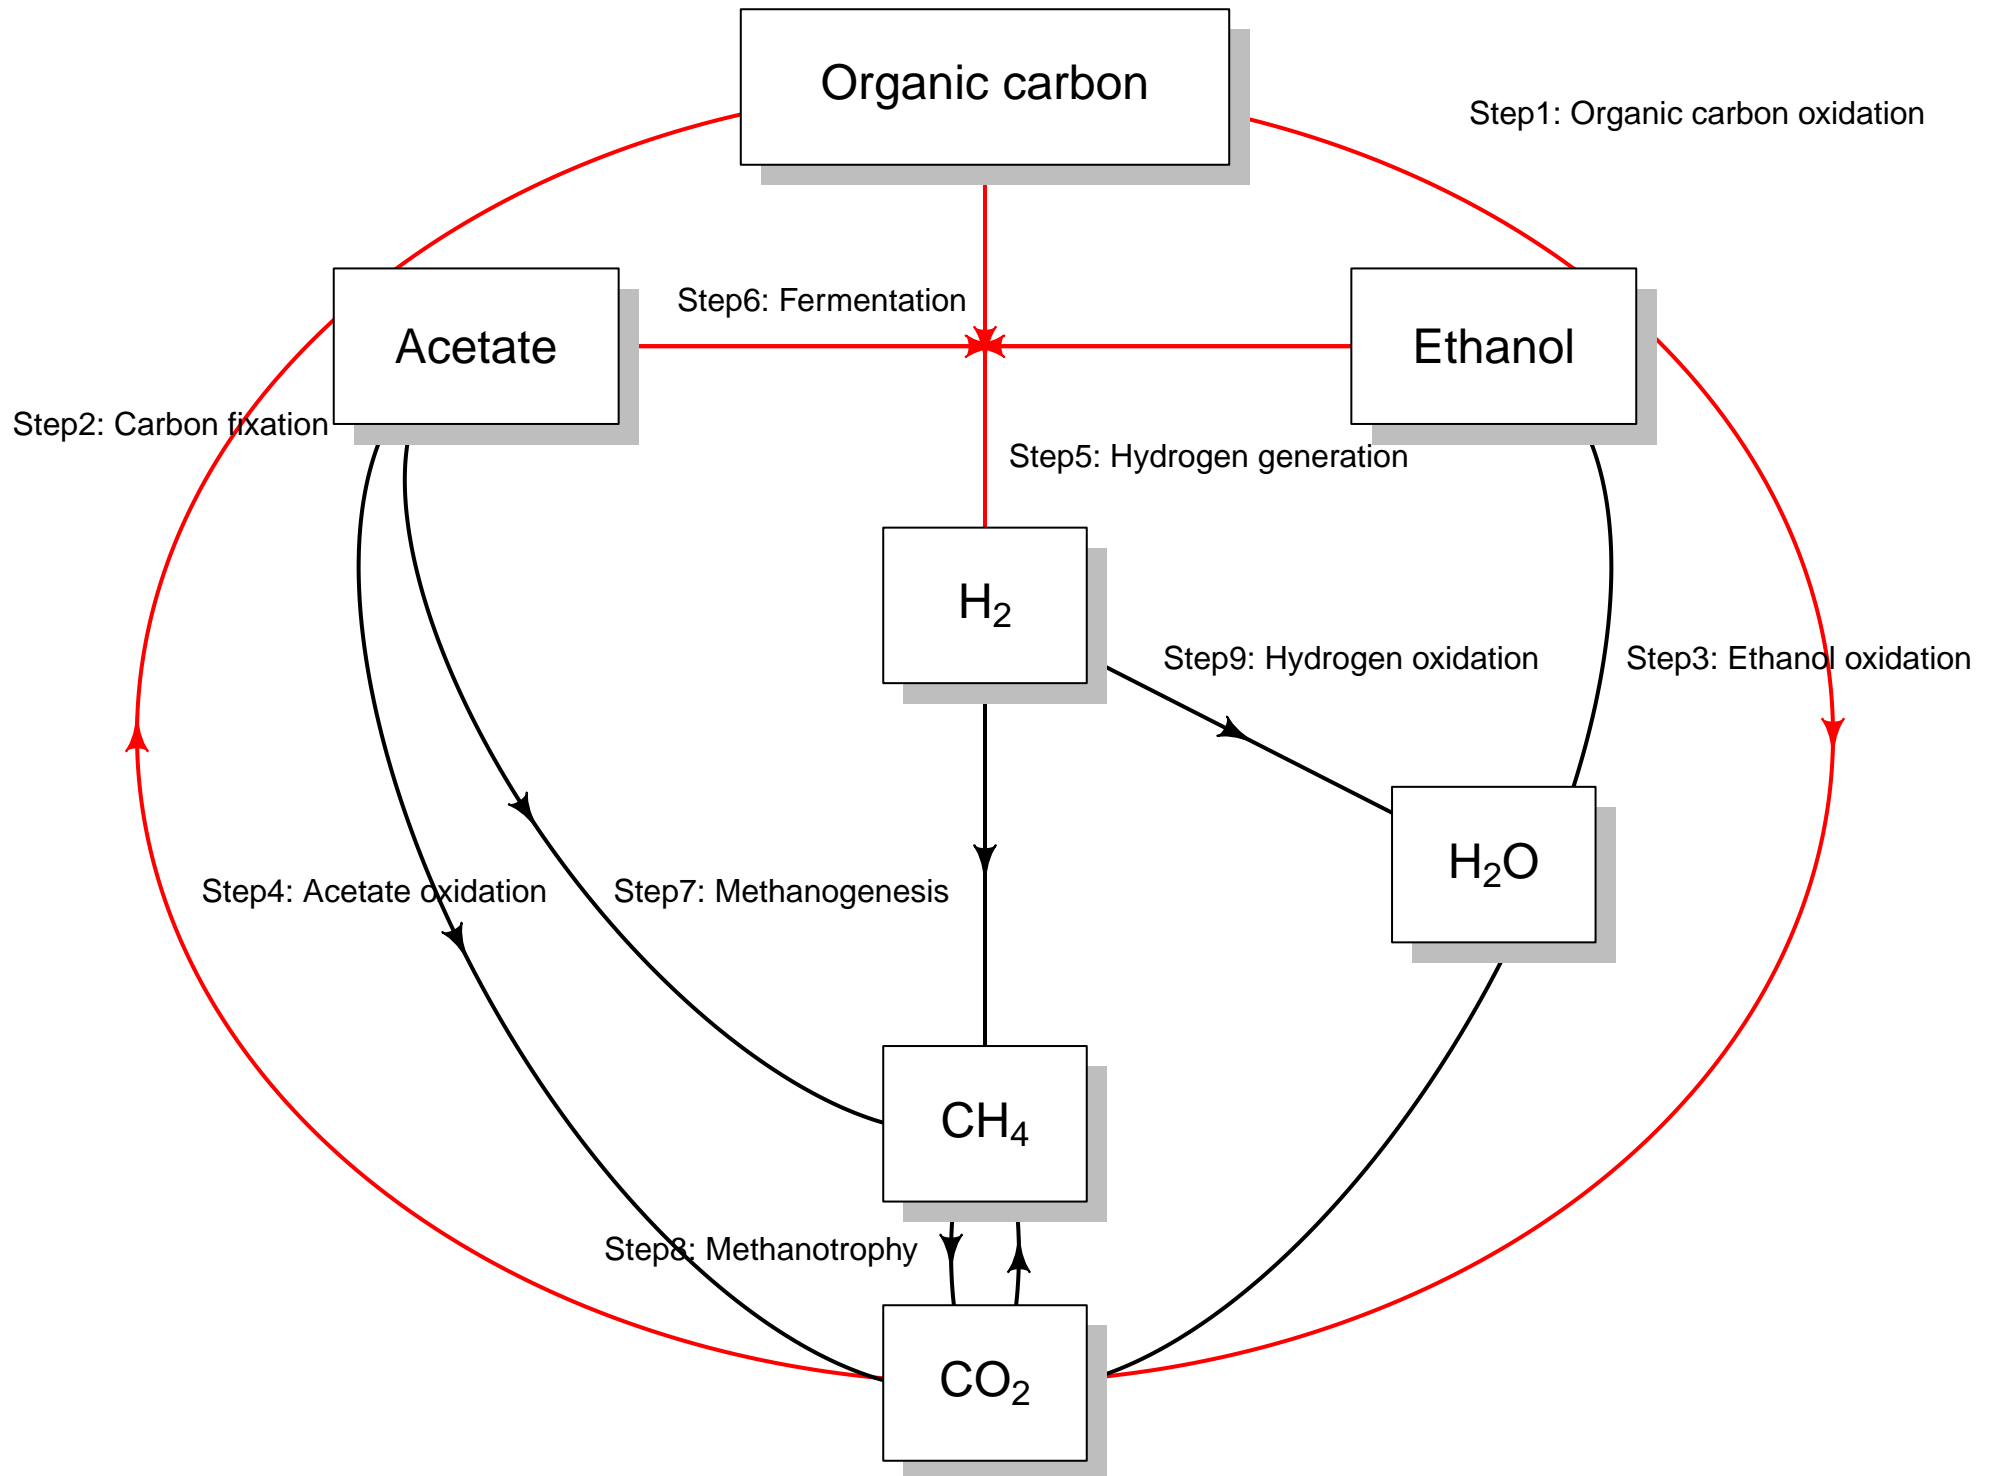 Organic carbon
Step1: Organic carbon oxidation
Step6: Fermentation
Acetate
Ethanol
Step2: Carbon fixation
Step5: Hydrogen generation
H₂
Step9: Hydrogen oxidation
Step3: Ethanol oxidation
H₂O
Step4: Acetate oxidation
Step7: Methanogenesis
CH₄
Step8: Methanotrophy
CO₂